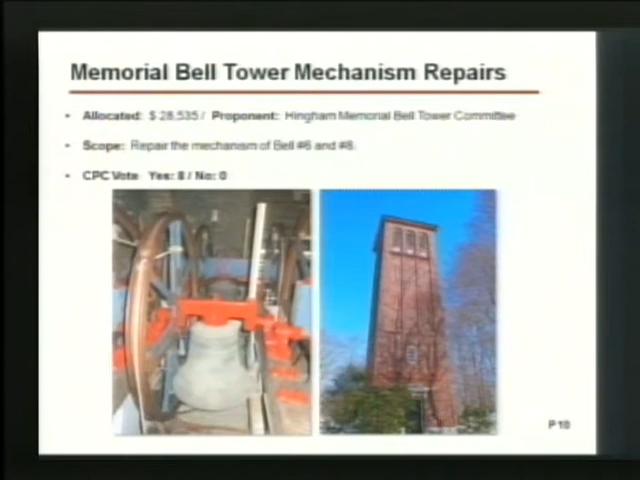 Memorial Bell Tower Mechanism Repairs
• Allocated: $ 28,535 / Proponent: Hingham Memorial Bell Tower Committee
• Scope: Repair the mechanism of Bell #6 and #8.
• CPC Vote Yes: 8 / No: 0
P 10